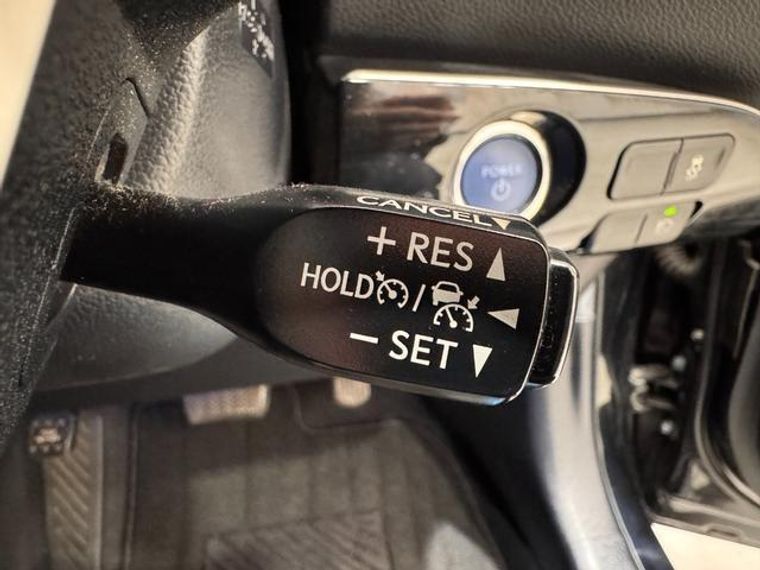 POWER
CANCEL
+ RES
HOLD /
− SET